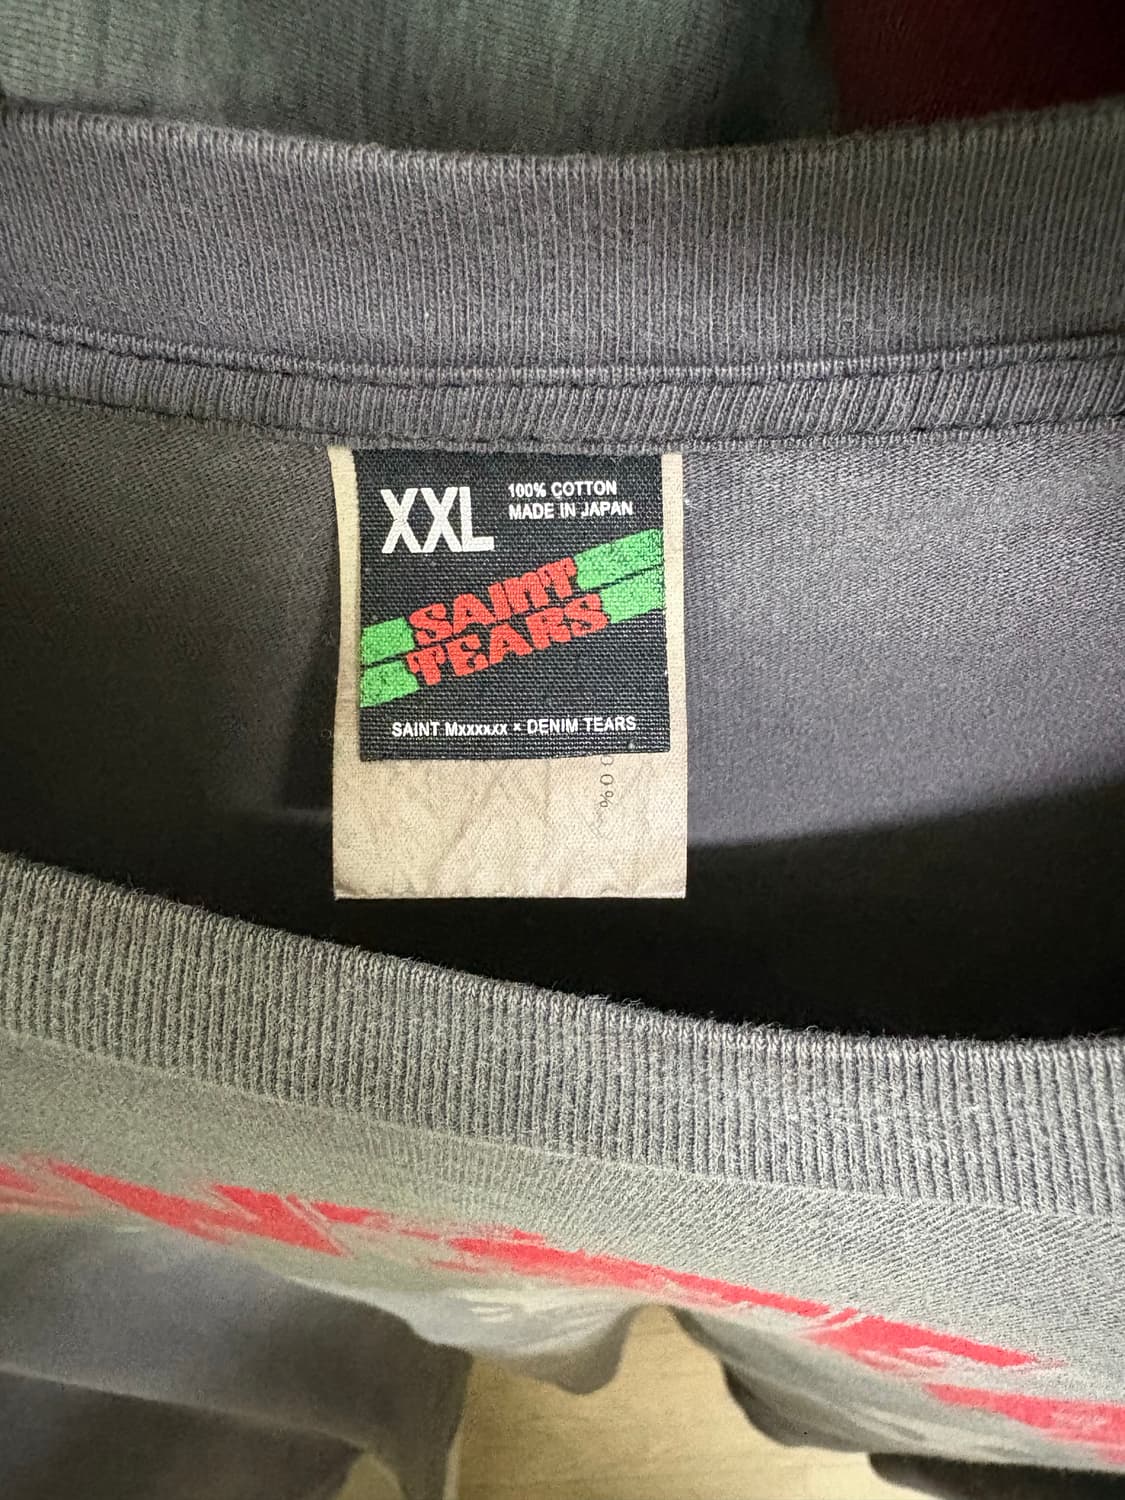 XXL
100% COTTON
MADE IN JAPAN
SAINT
TEARS
SAINT Mxxxxxx × DENIM TEARS